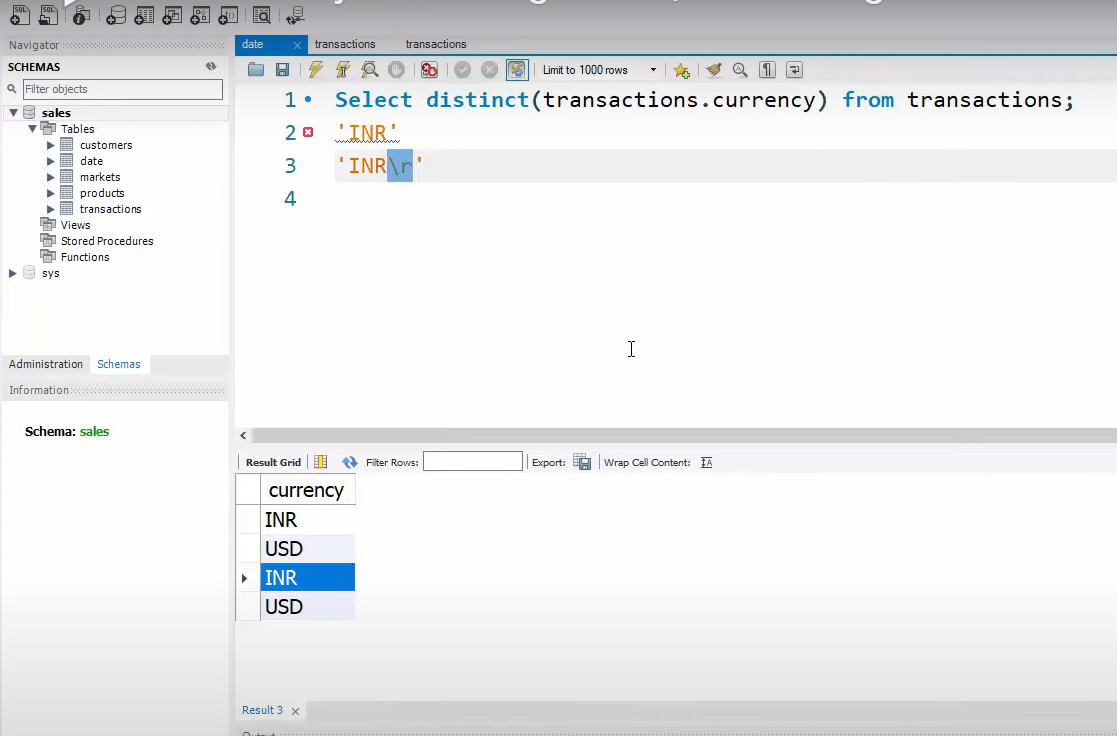 Navigator
SCHEMAS
Filter objects
sales
Tables
customers
date
markets
products
transactions
Views
Stored Procedures
Functions
sys
Administration Schemas
Information
Schema: sales
date transactions transactions
Limit to 1000 rows
1 Select distinct(transactions.currency) from transactions;
2 'INR'
3 'INR\r'
4
Result Grid Filter Rows: Export: Wrap Cell Content:
currency
INR
USD
INR
USD
Result 3